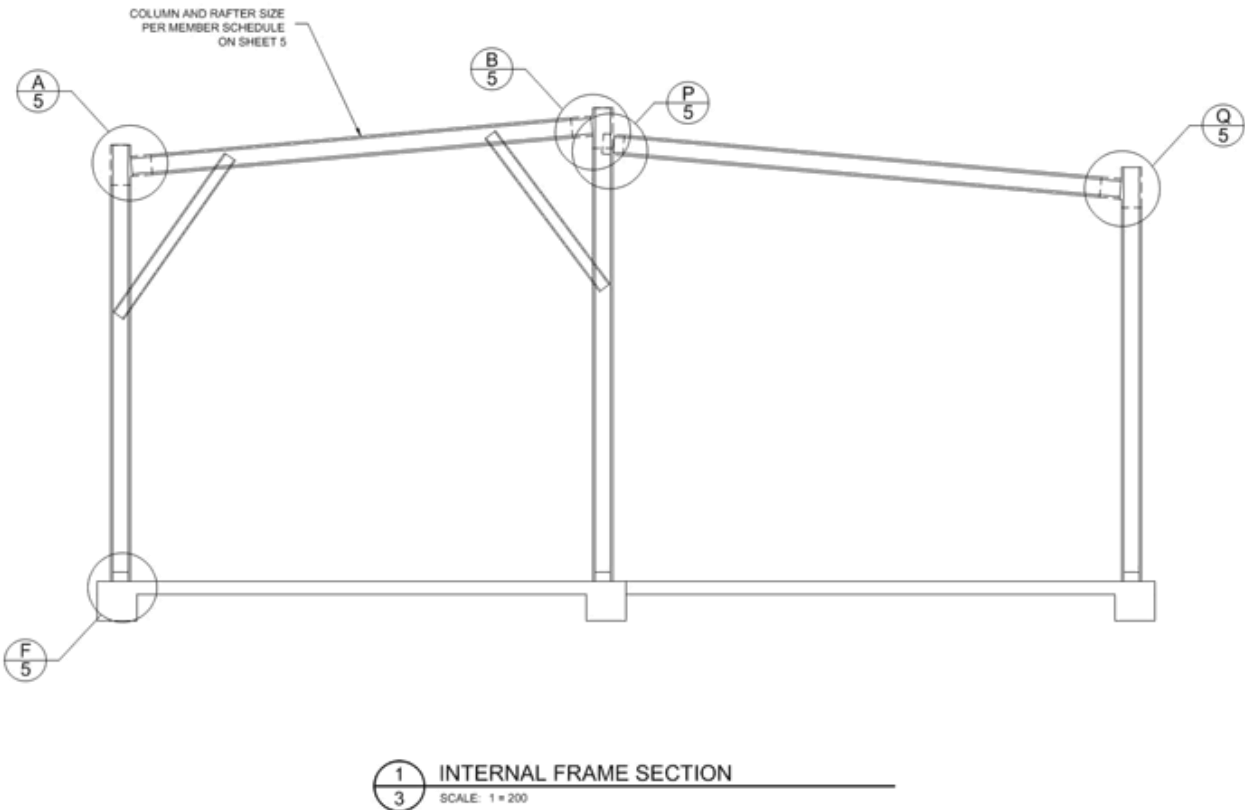 COLUMN AND RAFTER SIZE
PER MEMBER SCHEDULE
ON SHEET 5
A
5
B
5
P
5
Q
5
F
5
1
3
INTERNAL FRAME SECTION
SCALE: 1 = 200